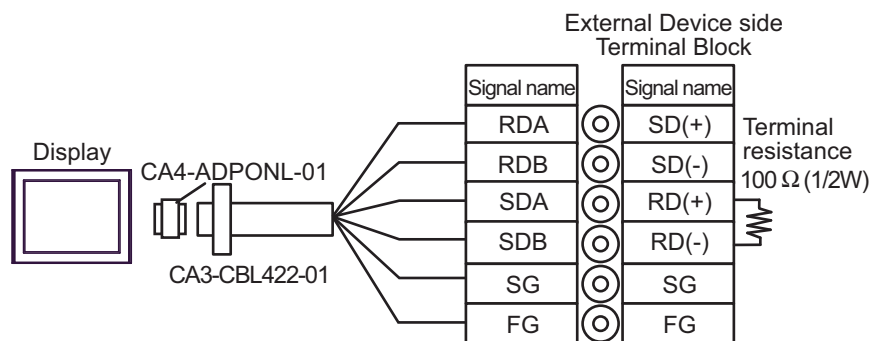 External Device side
Terminal Block
Signal name Signal name
RDA SD(+)
RDB SD(-)
SDA RD(+)
SDB RD(-)
SG SG
FG FG
Terminal
resistance
100 Ω (1/2W)
Display
CA4-ADPONL-01
CA3-CBL422-01